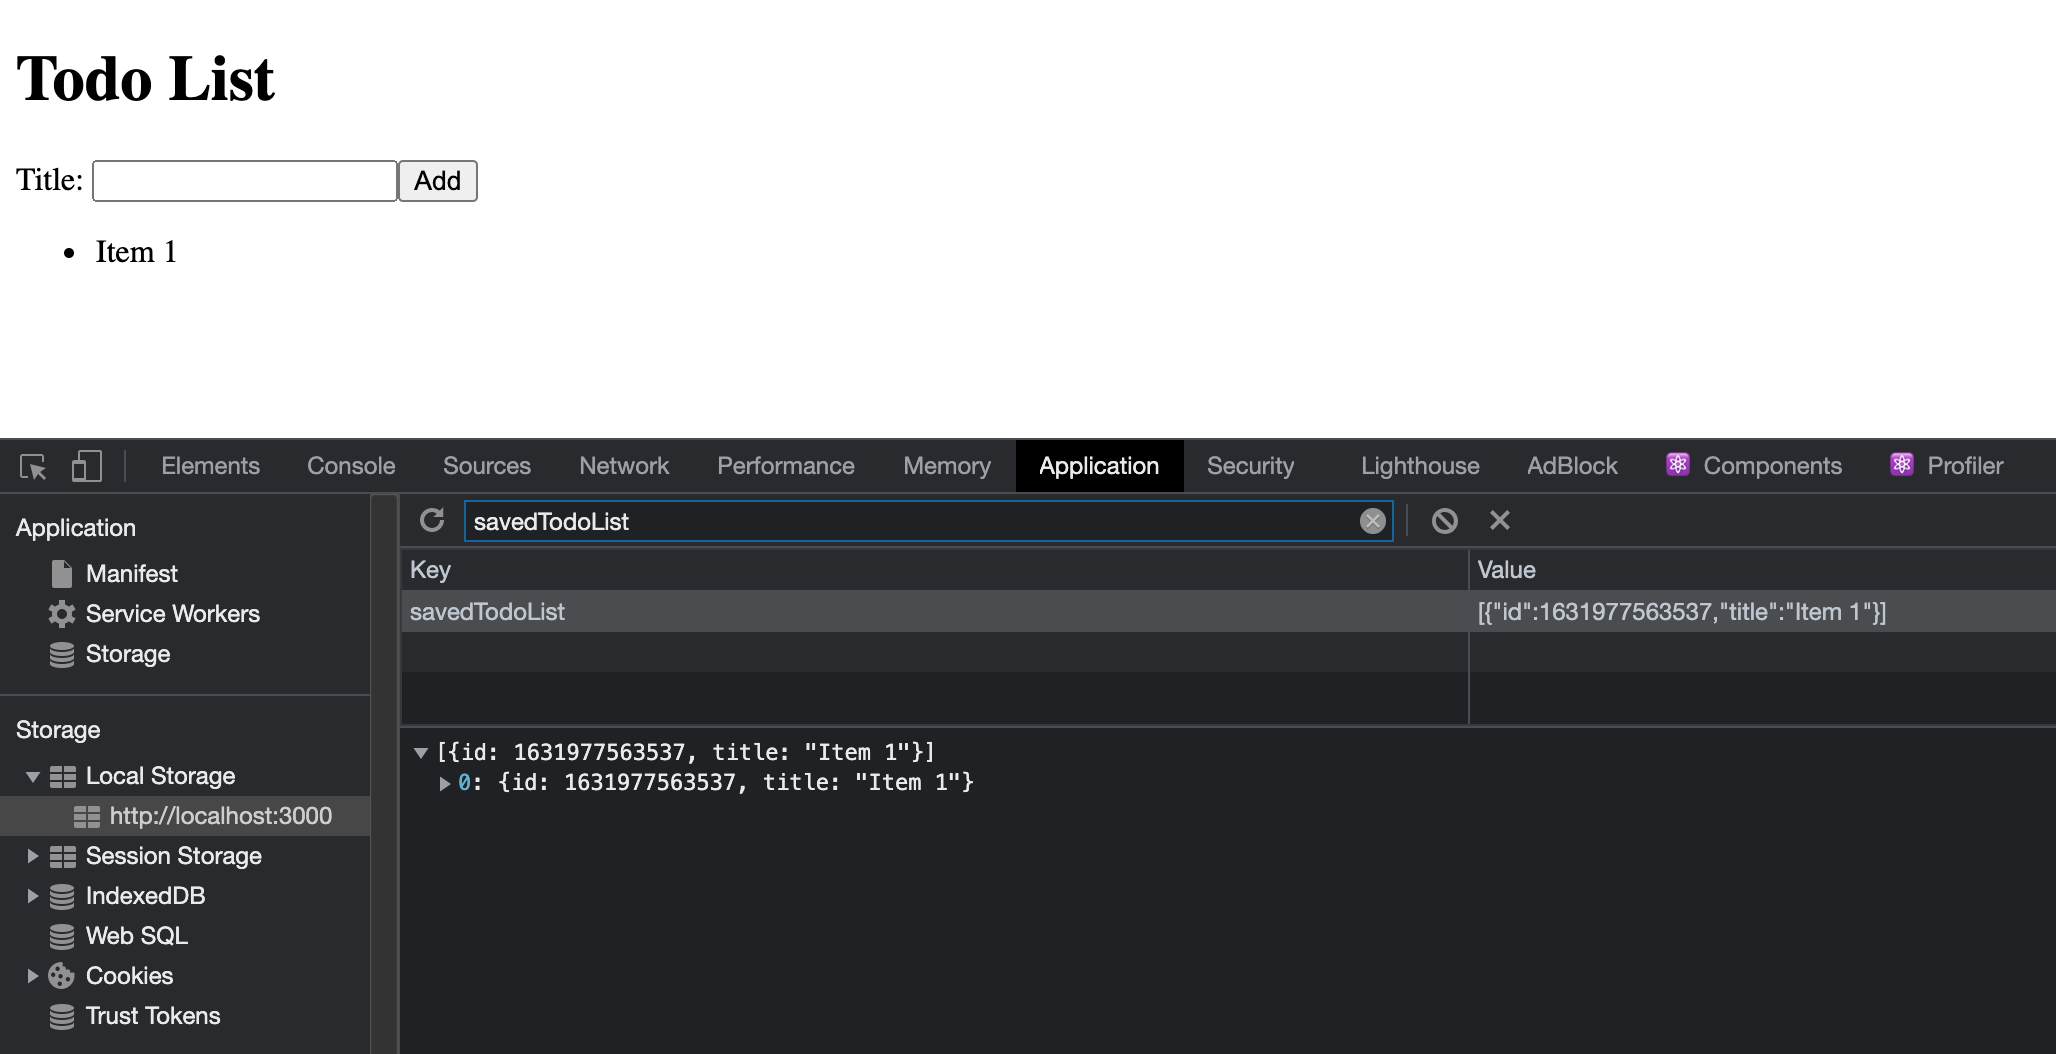 Todo List
Title: Add
Item 1
Elements Console Sources Network Performance Memory Application Security Lighthouse AdBlock Components Profiler
Application
Manifest
Service Workers
Storage
Storage
Local Storage
http://localhost:3000
Session Storage
IndexedDB
Web SQL
Cookies
Trust Tokens
savedTodoList
Key Value
savedTodoList [{"id":1631977563537,"title":"Item 1"}]
[{id: 1631977563537, title: "Item 1"}]
0: {id: 1631977563537, title: "Item 1"}